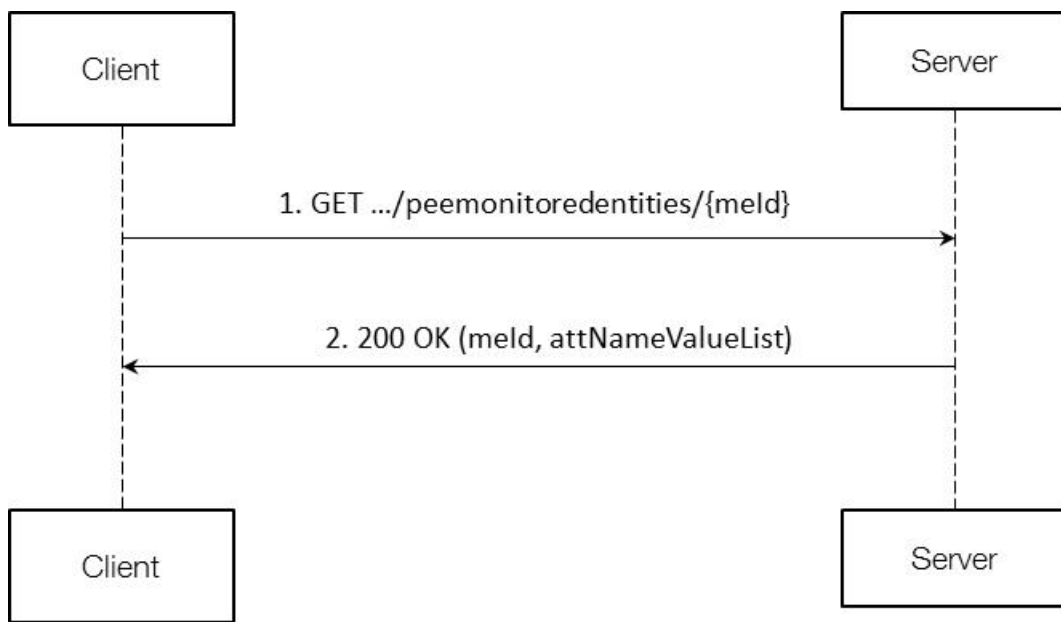 Client
Server
1. GET .../peemonitoredentities/{meId}
2. 200 OK (meId, attNameValueList)
Client
Server